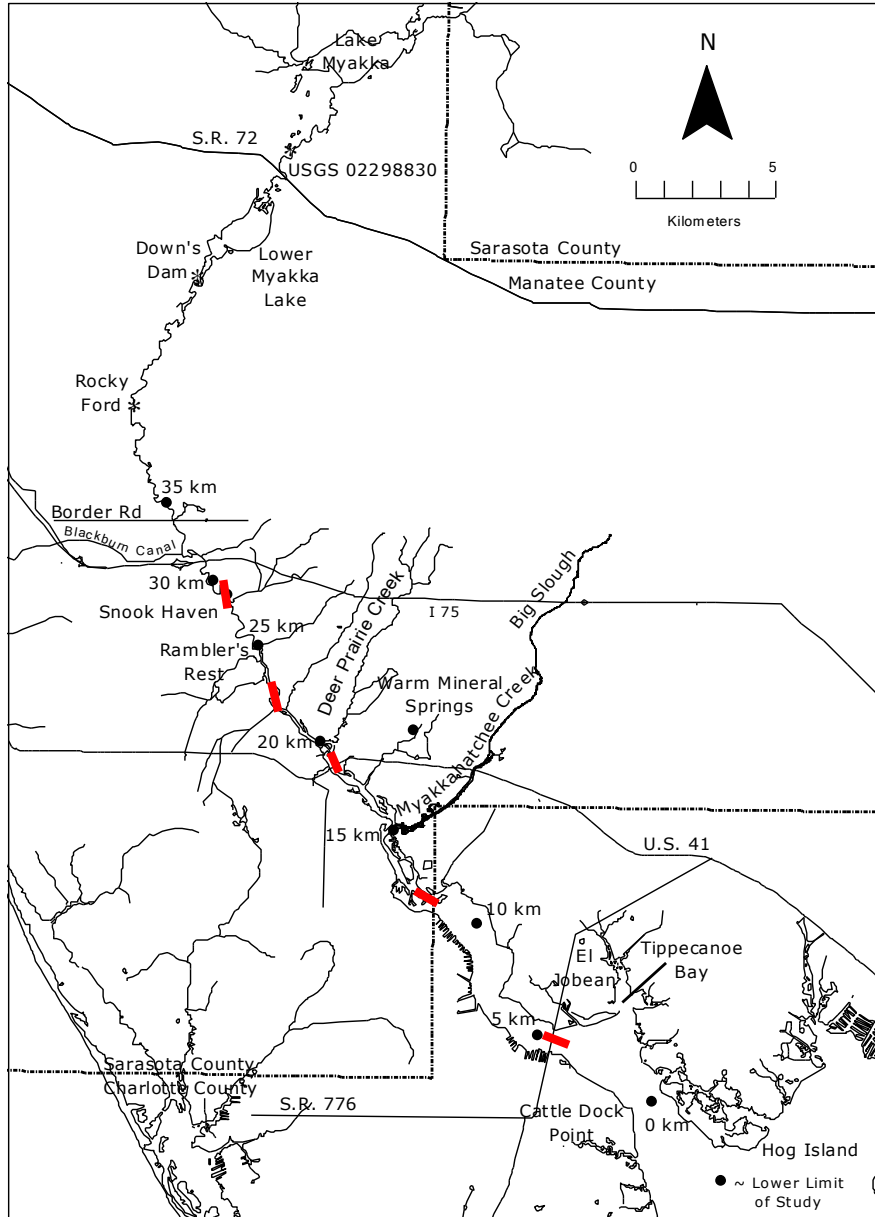 Lake
Myakka
N
S.R. 72
USGS 02298830
0 5
Kilometers
Down's
Dam
Lower
Myakka
Lake
Sarasota County
Manatee County
Rocky
Ford
35 km
Border Rd
Blackburn Canal
30 km
Snook Haven
I 75
Big Slough
25 km
Rambler's
Rest
Deer Prairie Creek
Warm Mineral
Springs
20 km
Myakkahatchee Creek
15 km
U.S. 41
10 km
El
Jobean
Tippecanoe
Bay
5 km
Sarasota County
Charlotte County
S.R. 776
Cattle Dock
Point
0 km
Hog Island
~ Lower Limit
of Study